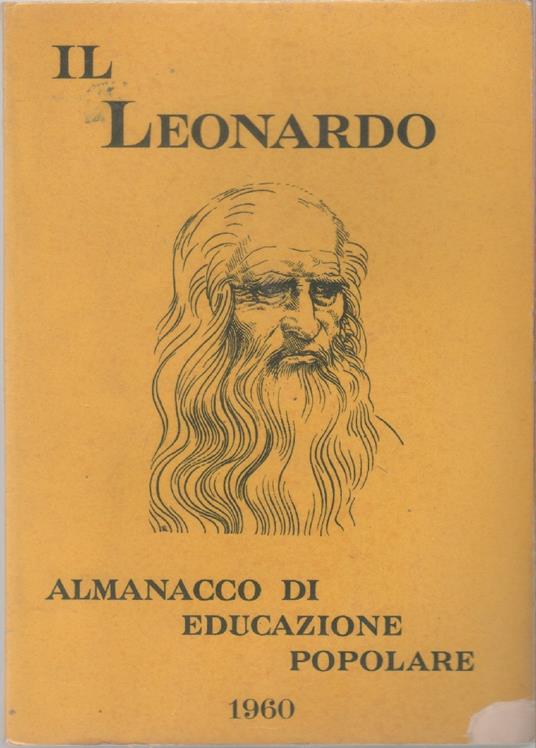 IL
LEONARDO
ALMANACCO DI
EDUCAZIONE
POPOLARE
1960